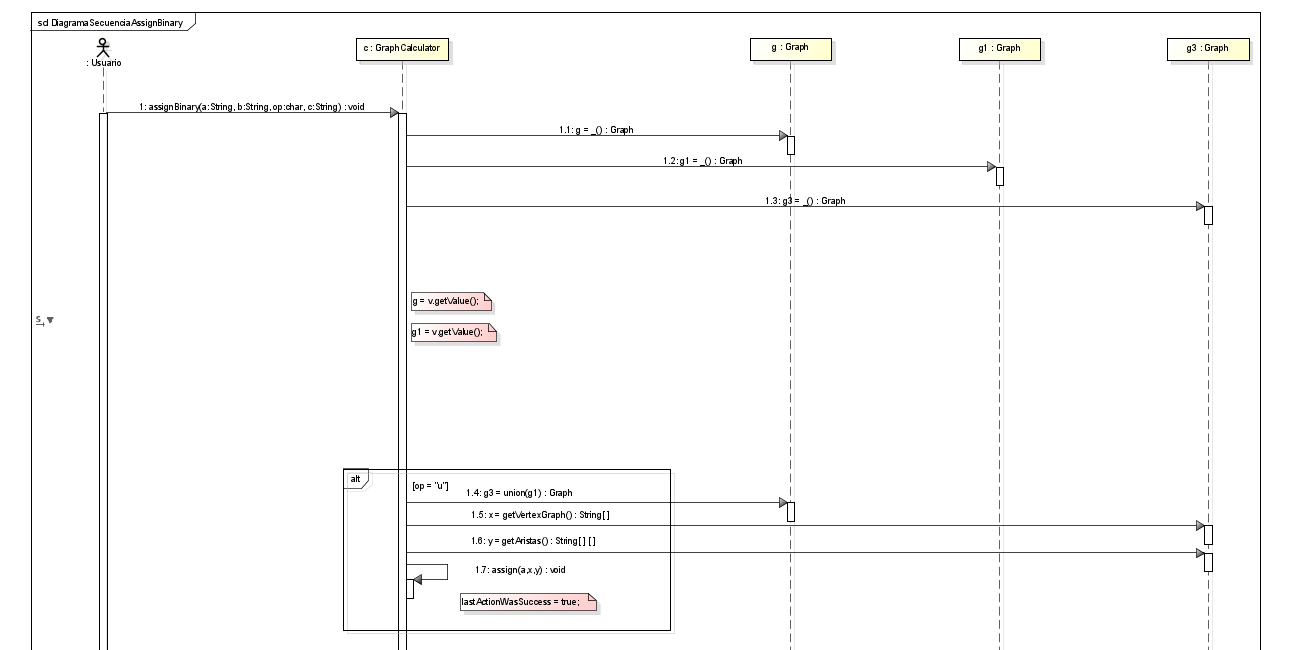 sd DiagramaSecuenciaAssignBinary
: Usuario
c : GraphCalculator
g : Graph
g1 : Graph
g3 : Graph
1: assignBinary(a:String, b:String,op:char, c:String) : void
1.1: g = _() : Graph
1.2: g1 = _() : Graph
1.3: g3 = _() : Graph
g = v.getValue();
S
g1 = v.getValue();
alt
[op = "u"]
1.4: g3 = union(g1) : Graph
1.5: x = getVertexGraph() : String[ ]
1.6: y = getAristas() : String[ ] [ ]
1.7: assign(a,x,y) : void
lastActionWasSuccess = true;